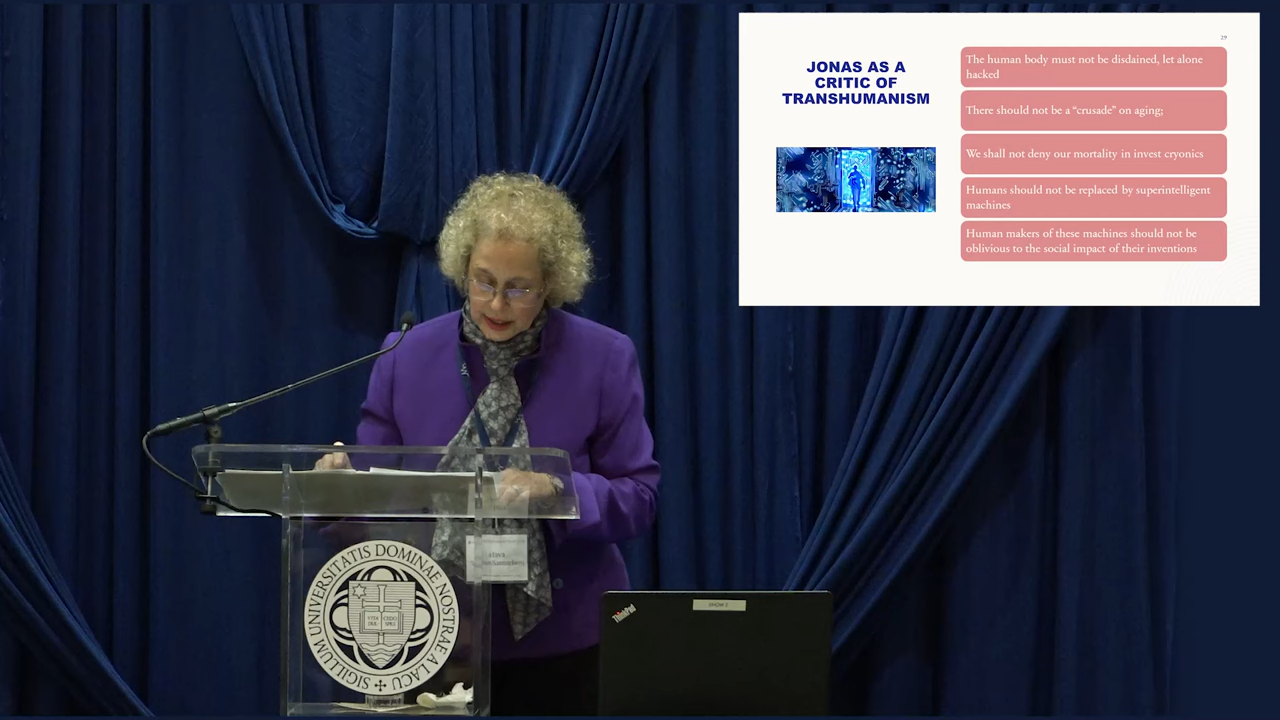 29
JONAS AS A
CRITIC OF
TRANSHUMANISM
The human body must not be disdained, let alone
hacked
There should not be a “crusade” on aging;
We shall not deny our mortality in invest cryonics
Humans should not be replaced by superintelligent
machines
Human makers of these machines should not be
oblivious to the social impact of their inventions
SIGILLUM UNIVERSITATIS DOMINAE NOSTRAE A LACU
VITA CEDO
DUL SPES
ThinkPad